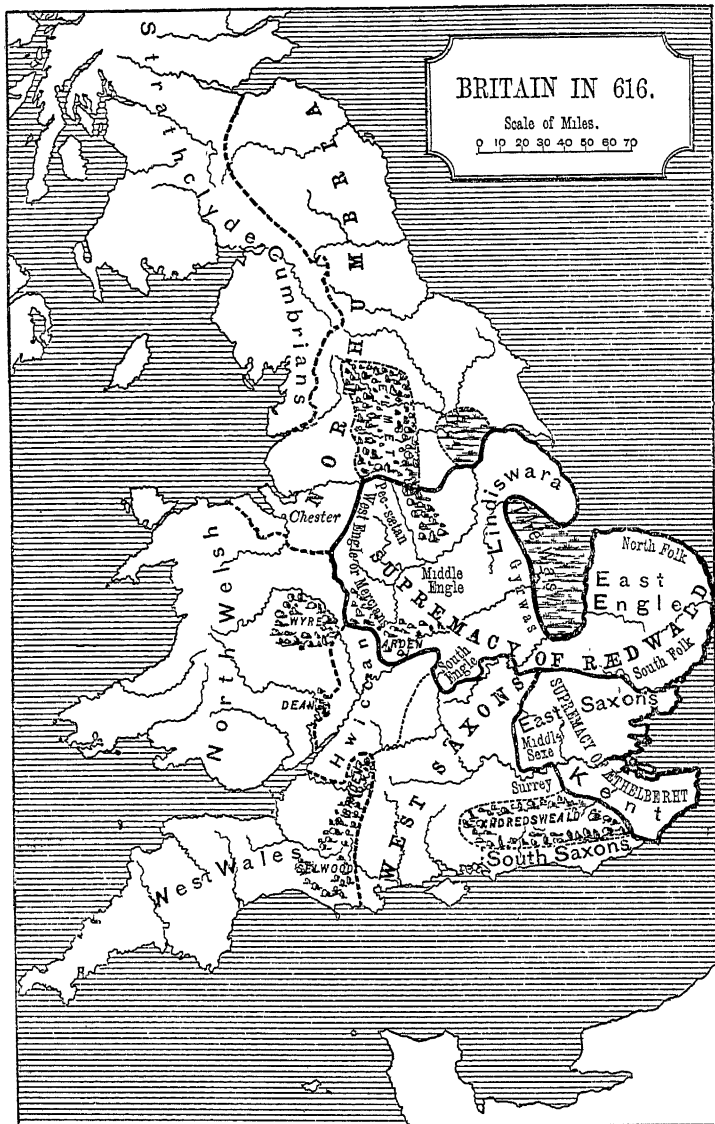 BRITAIN IN 616.
Scale of Miles.
0 10 20 30 40 50 60 70
Strathclyde
Cumbrians
NORTHUMBRIA
ELMET
Chester
Pec-sætan
West Engle or Mercians
Lindiswara
Gyrwas
Middle
Engle
North Folk
East
Engle
South Folk
SUPREMACY OF RÆDWALD
North Welsh
WYRE
ARDEN
South
Engle
DEAN
Hwiccan
WEST SAXONS
East Saxons
Middle
Sexe
SUPREMACY OF ÆTHELBERHT
Kent
Surrey
ANDREDSWEALD
South Saxons
SELWOOD
West Wales